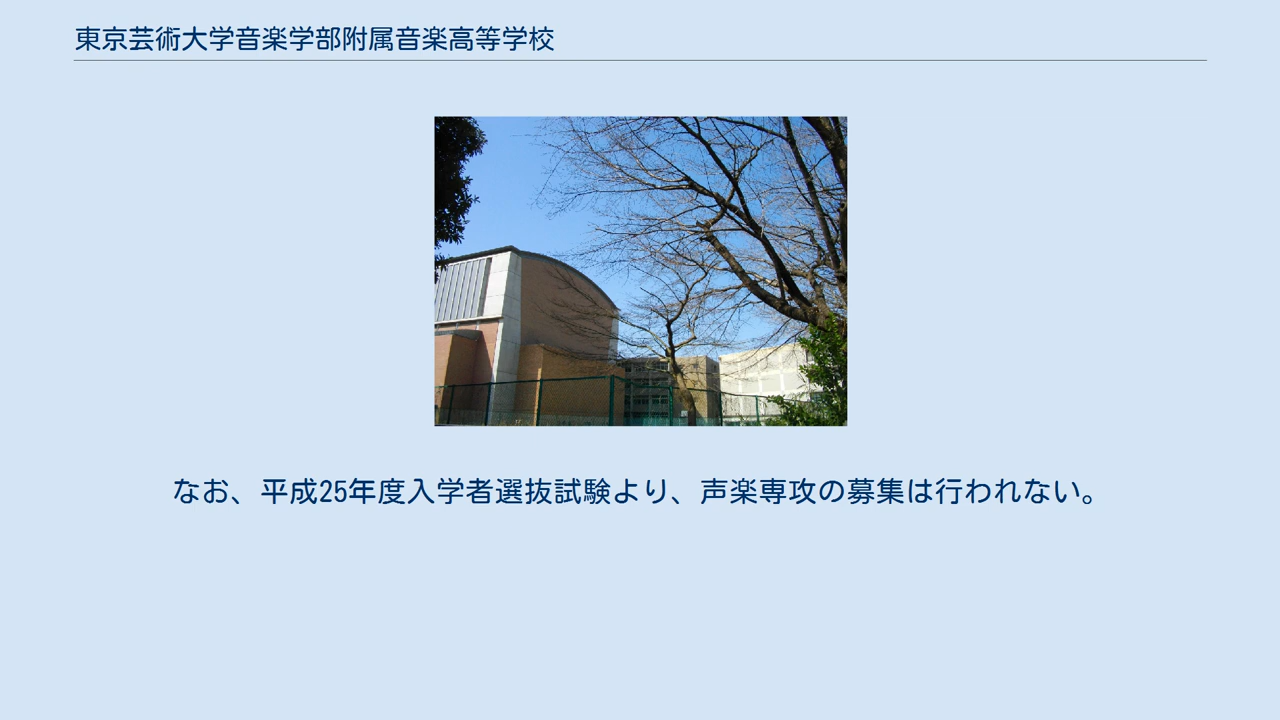 東京芸術大学音楽学部附属音楽高等学校
なお、平成25年度入学者選抜試験より、声楽専攻の募集は行われない。